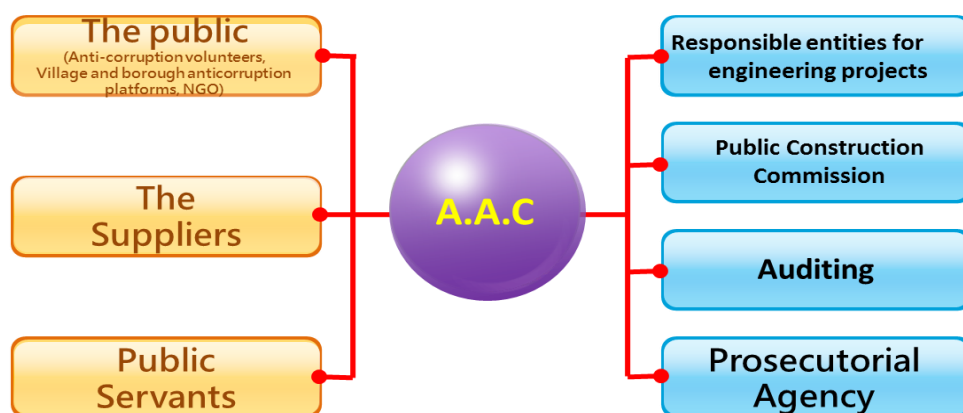 The public
(Anti-corruption volunteers,
Village and borough anticorruption
platforms, NGO)
The
Suppliers
Public
Servants
A.A.C
Responsible entities for
engineering projects
Public Construction
Commission
Auditing
Prosecutorial
Agency